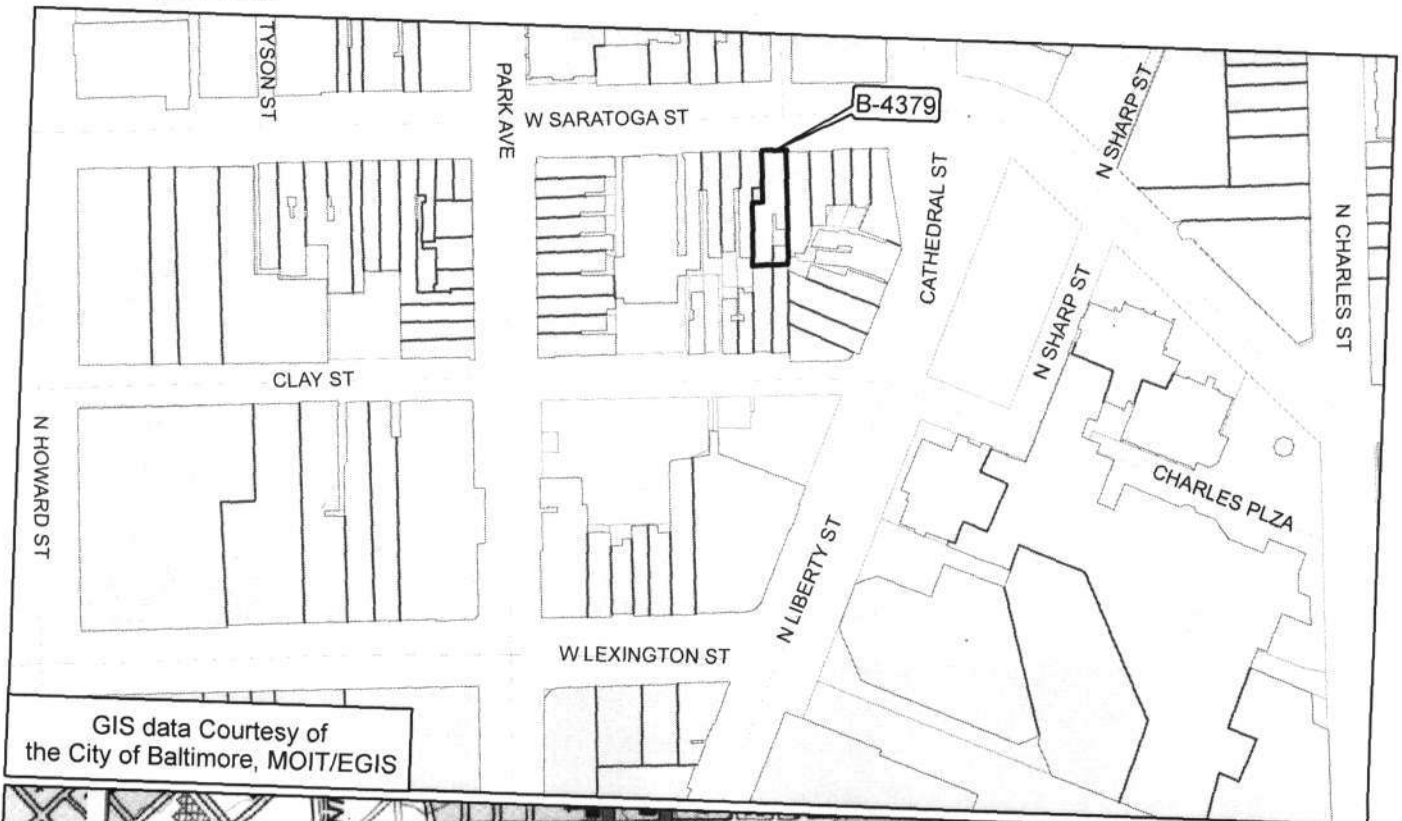 TYSON ST
PARK AVE
W SARATOGA ST
B-4379
N SHARP ST
CATHEDRAL ST
N CHARLES ST
N SHARP ST
CLAY ST
N HOWARD ST
CHARLES PLZA
N LIBERTY ST
W LEXINGTON ST
GIS data Courtesy of
the City of Baltimore, MOIT/EGIS